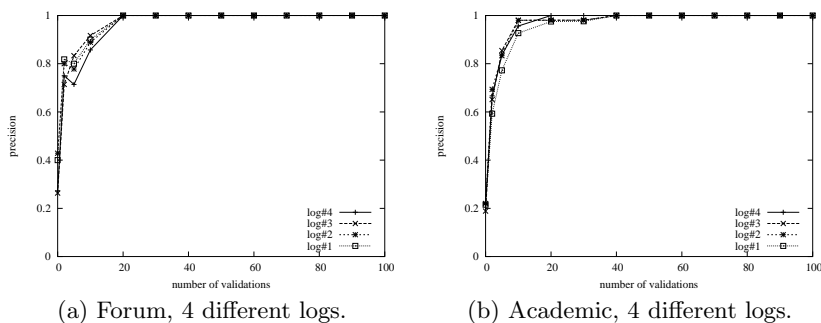 1
0.8
0.6
0.4
0.2
0
precision
log#4
log#3
log#2
log#1
0 20 40 60 80 100
number of validations
(a) Forum, 4 different logs.
1
0.8
0.6
0.4
0.2
0
precision
log#4
log#3
log#2
log#1
0 20 40 60 80 100
number of validations
(b) Academic, 4 different logs.